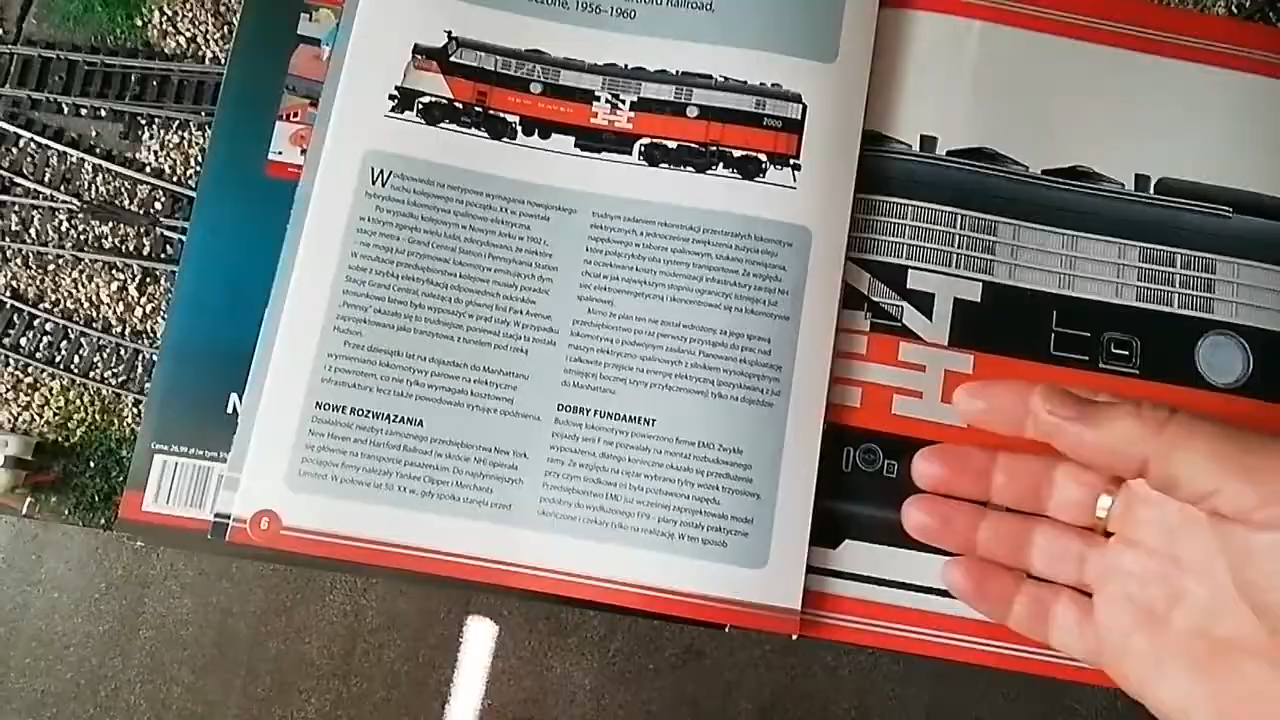 Railroad,
1956–1960
NEW HAVEN
N
H
2000
W odpowiedzi na nietypowe wymagania nowojorskiego
ruchu kolejowego na początku XX w. powstała
hybrydowa lokomotywa spalinowo-elektryczna.
Po wypadku kolejowym w Nowym Jorku w 1902 r.,
w którym zginęło wielu ludzi, zdecydowano, że niektóre
stacje metra – Grand Central Station i Pennsylvania Station
– nie mogą już przyjmować lokomotyw emitujących dym.
W rezultacie przedsiębiorstwa kolejowe musiały poradzić
sobie z szybką elektryfikacją odpowiednich odcinków.
Stację Grand Central, należącą do głównej linii Park Avenue,
stosunkowo łatwo było wyposażyć w prąd stały. W przypadku
„Pennsy” okazało się to trudniejsze, ponieważ stacja ta została
zaprojektowana jako tranzytowa, z tunelem pod rzeką
Hudson.
Przez dziesiątki lat na dojazdach do Manhattanu
wymieniano lokomotywy parowe na elektryczne
i z powrotem, co nie tylko wymagało kosztownej
infrastruktury, lecz także powodowało irytujące opóźnienia.
NOWE ROZWIĄZANIA
Działalność niezbyt zamożnego przedsiębiorstwa New York,
New Haven and Hartford Railroad (w skrócie: NH) opierała
się głównie na transporcie pasażerskim. Do najsłynniejszych
pociągów firmy należały Yankee Clipper i Merchants
Limited. W połowie lat 50. XX w., gdy spółka stanęła przed
trudnym zadaniem rekonstrukcji przestarzałych lokomotyw
elektrycznych, a jednocześnie zwiększenia zużycia oleju
napędowego w taborze spalinowym, szukano rozwiązania,
które połączyłoby oba systemy transportowe. Ze względu
na oczekiwane koszty modernizacji infrastruktury zarząd NH
chciał w jak największym stopniu ograniczyć istniejącą już
sieć elektroenergetyczną i skoncentrować się na lokomotywie
spalinowej.
Mimo że plan ten nie został wdrożony, za jego sprawą
przedsiębiorstwo po raz pierwszy przystąpiło do prac nad
lokomotywą o podwójnym zasilaniu. Planowano eksploatację
maszyn elektryczno-spalinowych z silnikiem wysokoprężnym
i całkowite przejście na energię elektryczną (pozyskiwaną z już
istniejącej bocznej szyny przyłączeniowej) tylko na dojeździe
do Manhattanu.
DOBRY FUNDAMENT
Budowę lokomotywy powierzono firmie EMD. Zwykle
pojazdy serii F nie pozwalały na montaż rozbudowanego
wyposażenia, dlatego konieczne okazało się przedłużenie
ramy. Ze względu na ciężar wybrano tylny wózek trzyosiowy,
przy czym środkowa oś była pozbawiona napędu.
Przedsiębiorstwo EMD już wcześniej zaprojektowało model
podobny do wydłużonego FP9 – plany zostały praktycznie
ukończone i czekały tylko na realizację. W ten sposób
6
N
H
N
Cena: 26,99 zł (w tym